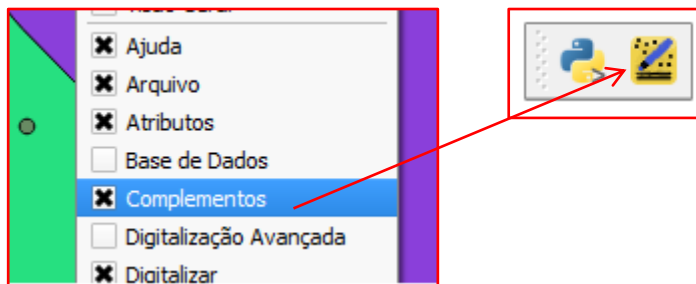 Ajuda
Arquivo
Atributos
Base de Dados
Complementos
Digitalização Avançada
Digitalizar